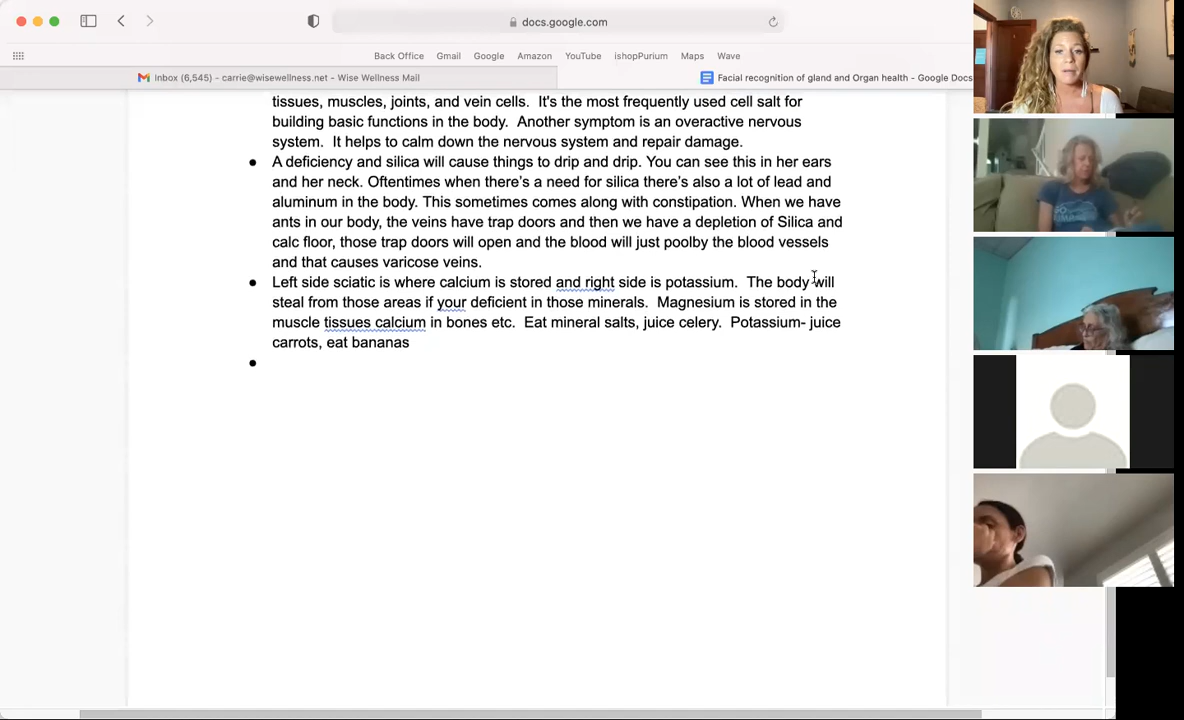 docs.google.com
Back Office Gmail Google Amazon YouTube ishopPurium Maps Wave
Inbox (6,545) - carrie@wisewellness.net - Wise Wellness Mail
Facial recognition of gland and Organ health - Google Docs
tissues, muscles, joints, and vein cells.  It's the most frequently used cell salt for
building basic functions in the body.  Another symptom is an overactive nervous
system.  It helps to calm down the nervous system and repair damage.
● A deficiency and silica will cause things to drip and drip. You can see this in her ears
and her neck. Oftentimes when there's a need for silica there's also a lot of lead and
aluminum in the body. This sometimes comes along with constipation. When we have
ants in our body, the veins have trap doors and then we have a depletion of Silica and
calc floor, those trap doors will open and the blood will just poolby the blood vessels
and that causes varicose veins.
● Left side sciatic is where calcium is stored and right side is potassium.  The body will
steal from those areas if your deficient in those minerals.  Magnesium is stored in the
muscle tissues calcium in bones etc.  Eat mineral salts, juice celery.  Potassium- juice
carrots, eat bananas
●